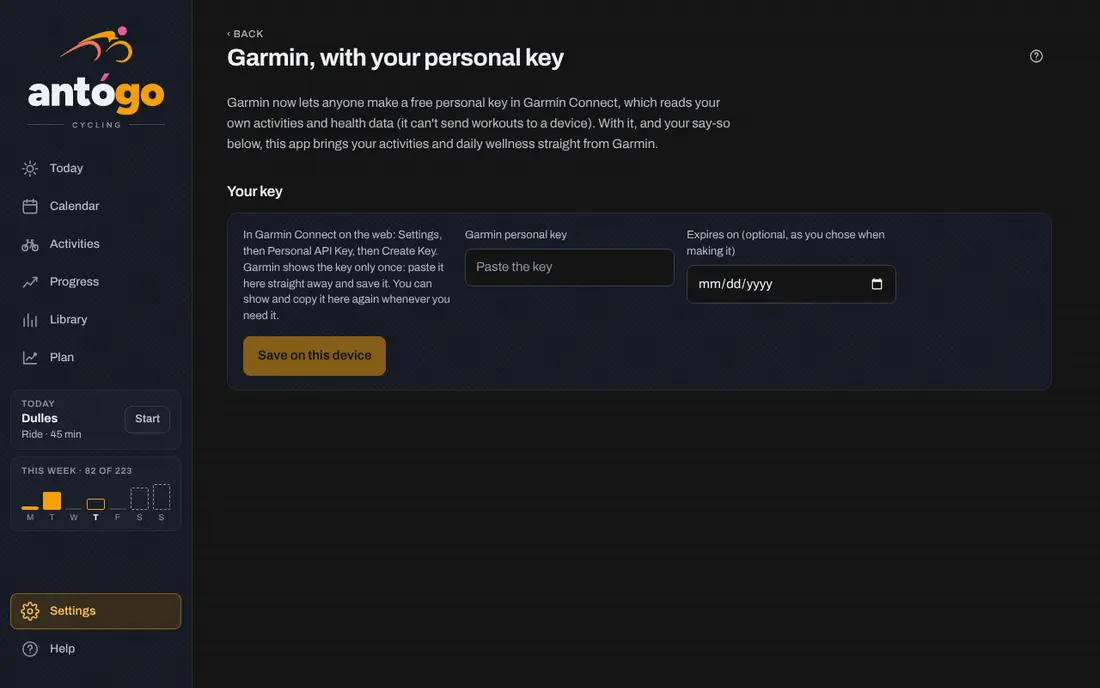 antógo
CYCLING
Today
Calendar
Activities
Progress
Library
Plan
TODAY
Dulles
Ride · 45 min
Start
THIS WEEK · 82 OF 223
M T W T F S S
Settings
Help
‹ BACK
Garmin, with your personal key
Garmin now lets anyone make a free personal key in Garmin Connect, which reads your
own activities and health data (it can't send workouts to a device). With it, and your say-so
below, this app brings your activities and daily wellness straight from Garmin.
Your key
In Garmin Connect on the web: Settings,
then Personal API Key, then Create Key.
Garmin shows the key only once: paste it
here straight away and save it. You can
show and copy it here again whenever you
need it.
Garmin personal key
Paste the key
Expires on (optional, as you chose when
making it)
mm/dd/yyyy
Save on this device